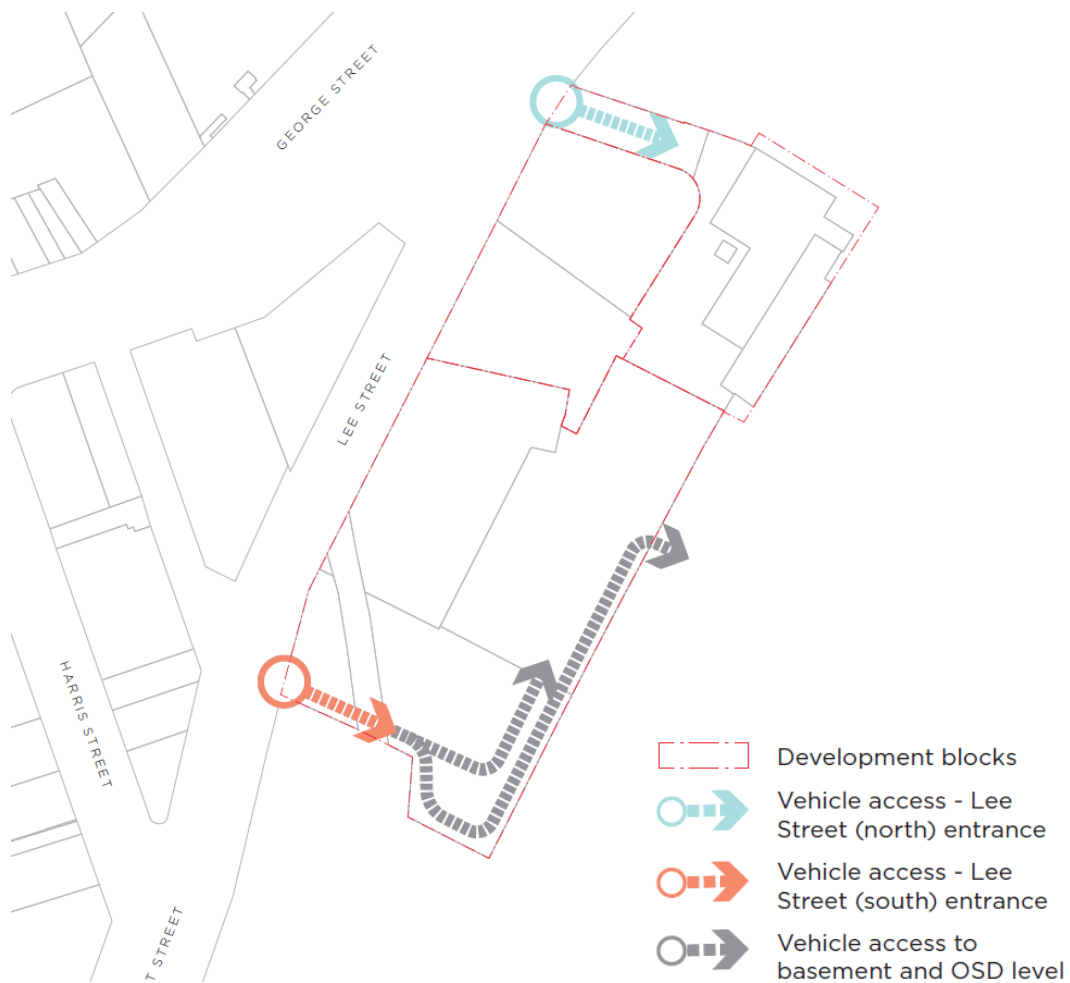 GEORGE STREET
LEE STREET
HARRIS STREET
T STREET
Development blocks
Vehicle access - Lee
Street (north) entrance
Vehicle access - Lee
Street (south) entrance
Vehicle access to
basement and OSD level